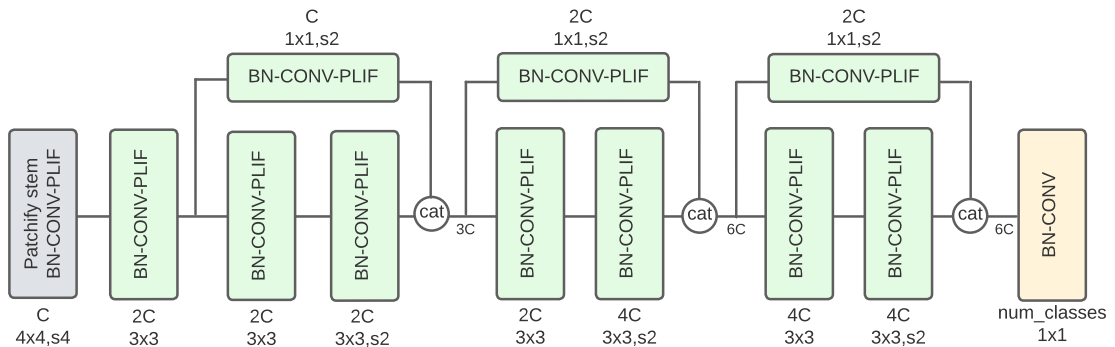 C
1x1,s2
BN-CONV-PLIF
2C
1x1,s2
BN-CONV-PLIF
2C
1x1,s2
BN-CONV-PLIF
Patchify stem
BN-CONV-PLIF
C
4x4,s4
BN-CONV-PLIF
2C
3x3
BN-CONV-PLIF
2C
3x3
BN-CONV-PLIF
2C
3x3,s2
cat
3C
BN-CONV-PLIF
2C
3x3
BN-CONV-PLIF
4C
3x3,s2
cat
6C
BN-CONV-PLIF
4C
3x3
BN-CONV-PLIF
4C
3x3,s2
cat
6C
BN-CONV
num_classes
1x1